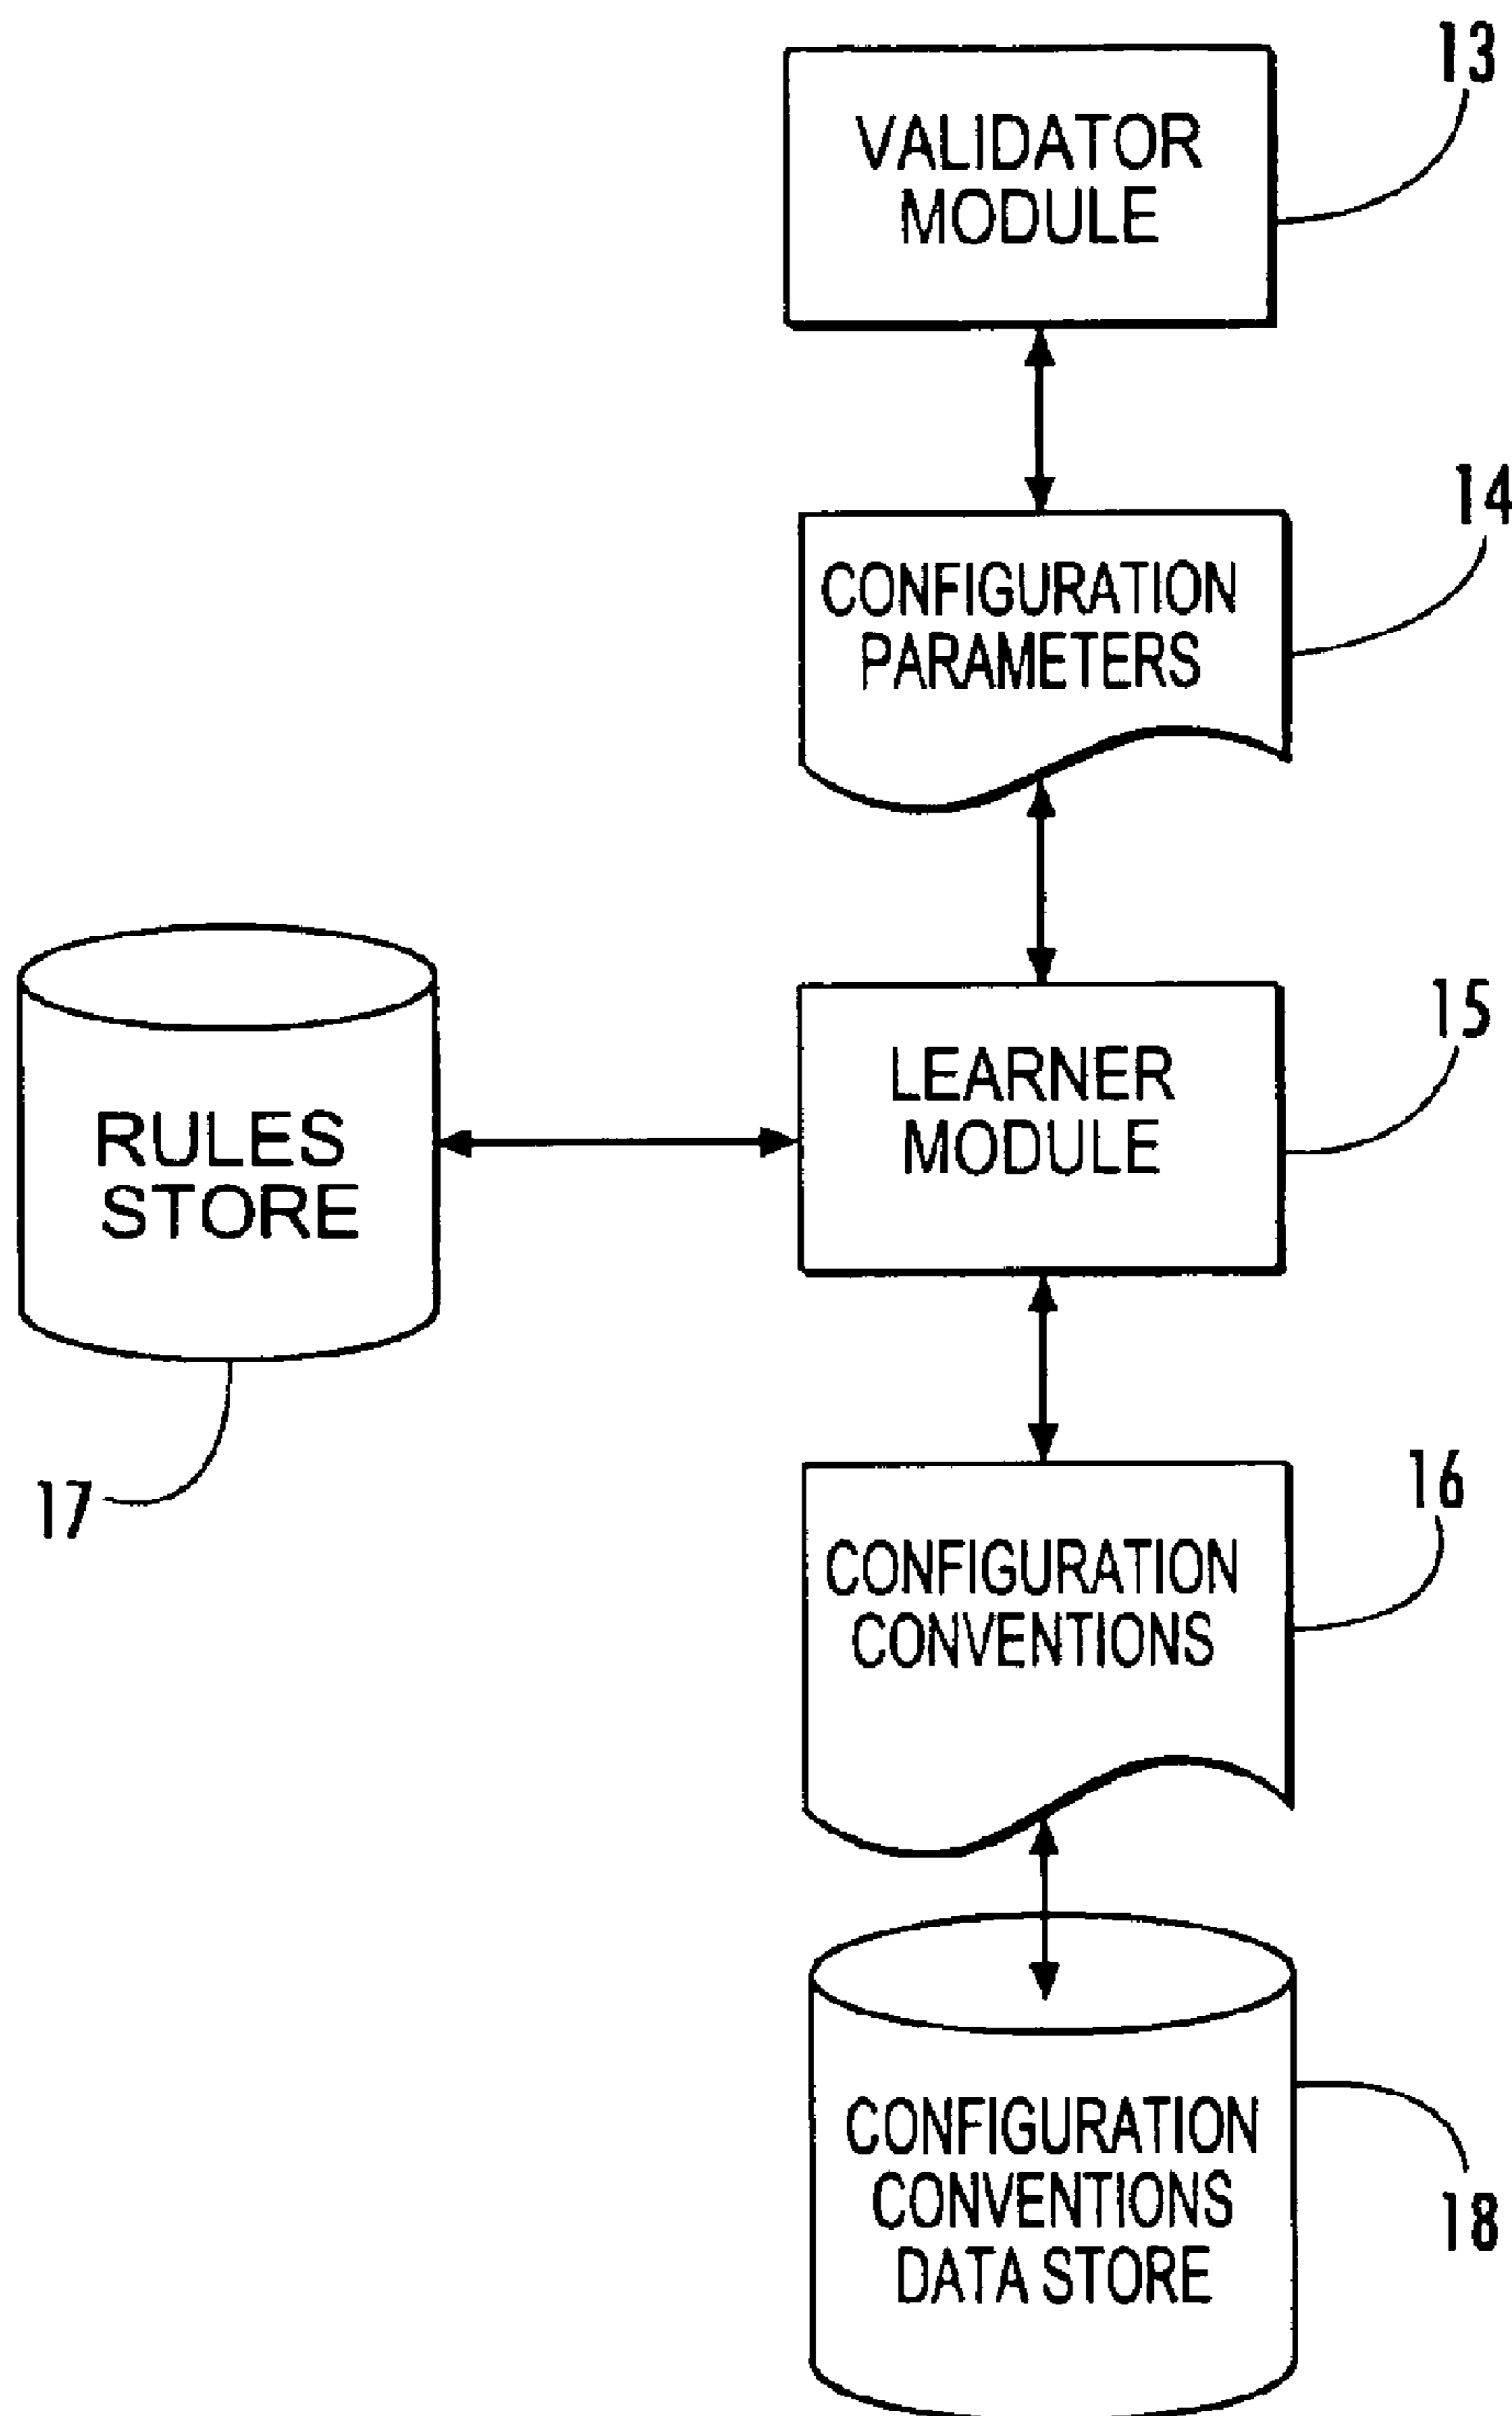 13
VALIDATOR
MODULE
14
CONFIGURATION
PARAMETERS
15
LEARNER
MODULE
RULES
STORE
17
16
CONFIGURATION
CONVENTIONS
CONFIGURATION
CONVENTIONS
DATA STORE
18